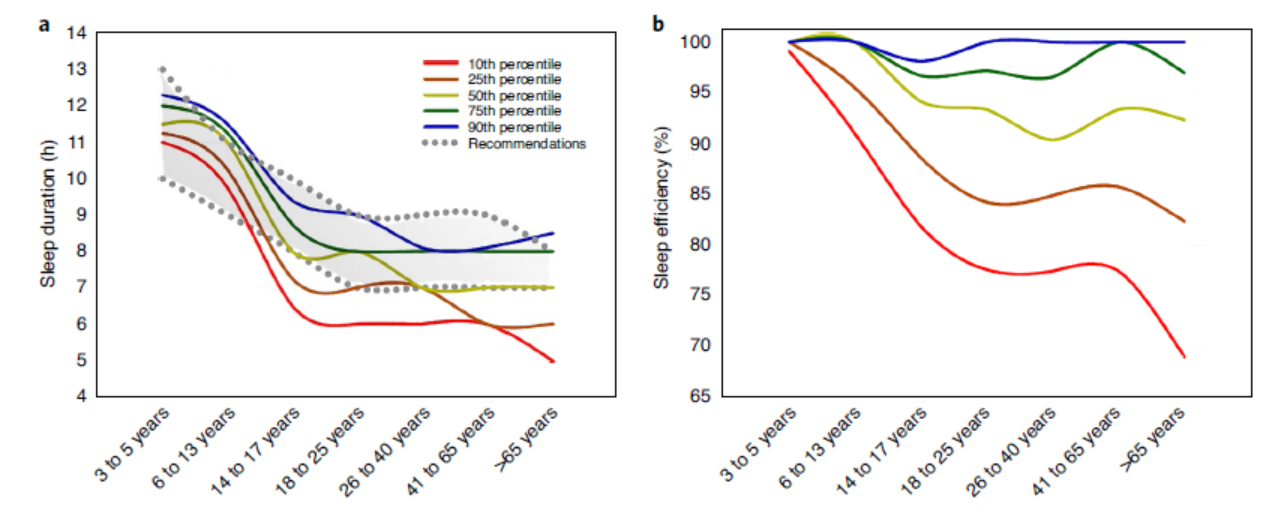 a
14
13
12
11
10
9
8
7
6
5
4
Sleep duration (h)
10th percentile
25th percentile
50th percentile
75th percentile
90th percentile
Recommendations
3 to 5 years
6 to 13 years
14 to 17 years
18 to 25 years
26 to 40 years
41 to 65 years
>65 years
b
100
95
90
85
80
75
70
65
Sleep efficiency (%)
3 to 5 years
6 to 13 years
14 to 17 years
18 to 25 years
26 to 40 years
41 to 65 years
>65 years